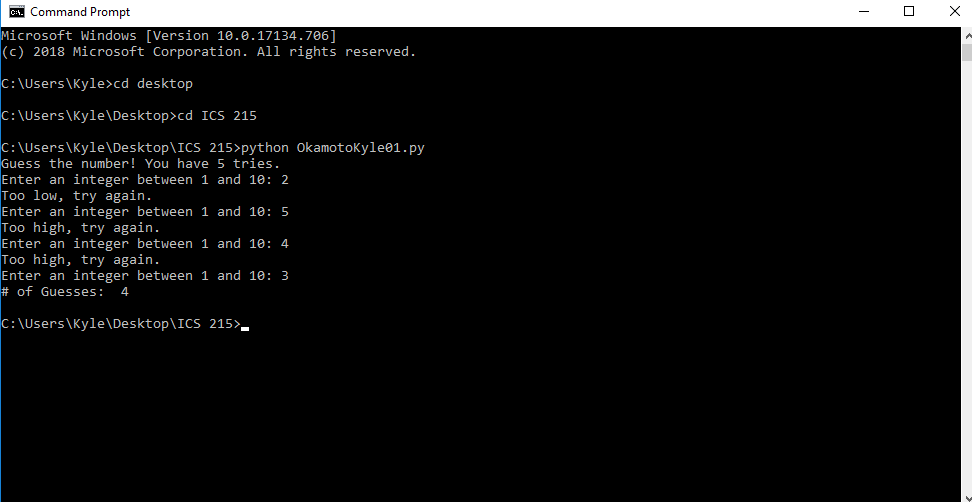 Command Prompt
Microsoft Windows [Version 10.0.17134.706]
(c) 2018 Microsoft Corporation. All rights reserved.
C:\Users\Kyle>cd desktop
C:\Users\Kyle\Desktop>cd ICS 215
C:\Users\Kyle\Desktop\ICS 215>python OkamotoKyle01.py
Guess the number! You have 5 tries.
Enter an integer between 1 and 10: 2
Too low, try again.
Enter an integer between 1 and 10: 5
Too high, try again.
Enter an integer between 1 and 10: 4
Too high, try again.
Enter an integer between 1 and 10: 3
# of Guesses:  4
C:\Users\Kyle\Desktop\ICS 215>